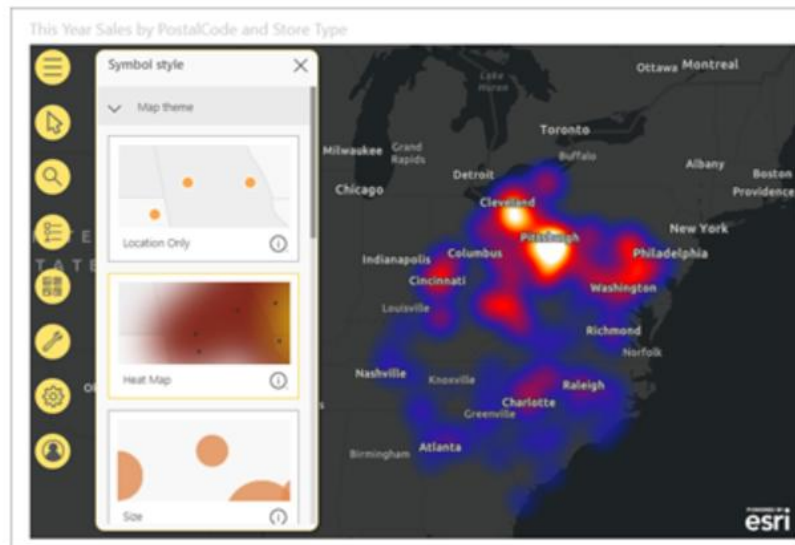 This Year Sales by PostalCode and Store Type
Symbol style
Map theme
Location Only
Heat Map
Size
Lake
Huron
Ottawa Montreal
Toronto
Milwaukee Grand
Rapids
Buffalo
Albany
Detroit
Boston
Chicago
Providence
Cleveland
New York
Pittsburgh
Indianapolis Columbus
Philadelphia
Cincinnati
Washington
Louisville
Richmond
Norfolk
Nashville
Knoxville
Raleigh
Charlotte
Greenville
Birmingham Atlanta
POWERED BY
esri